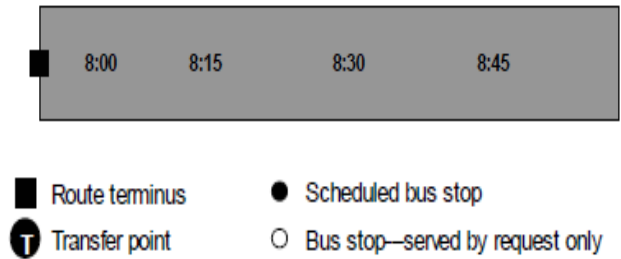 8:00 8:15 8:30 8:45
Route terminus
Scheduled bus stop
T Transfer point
Bus stop—served by request only